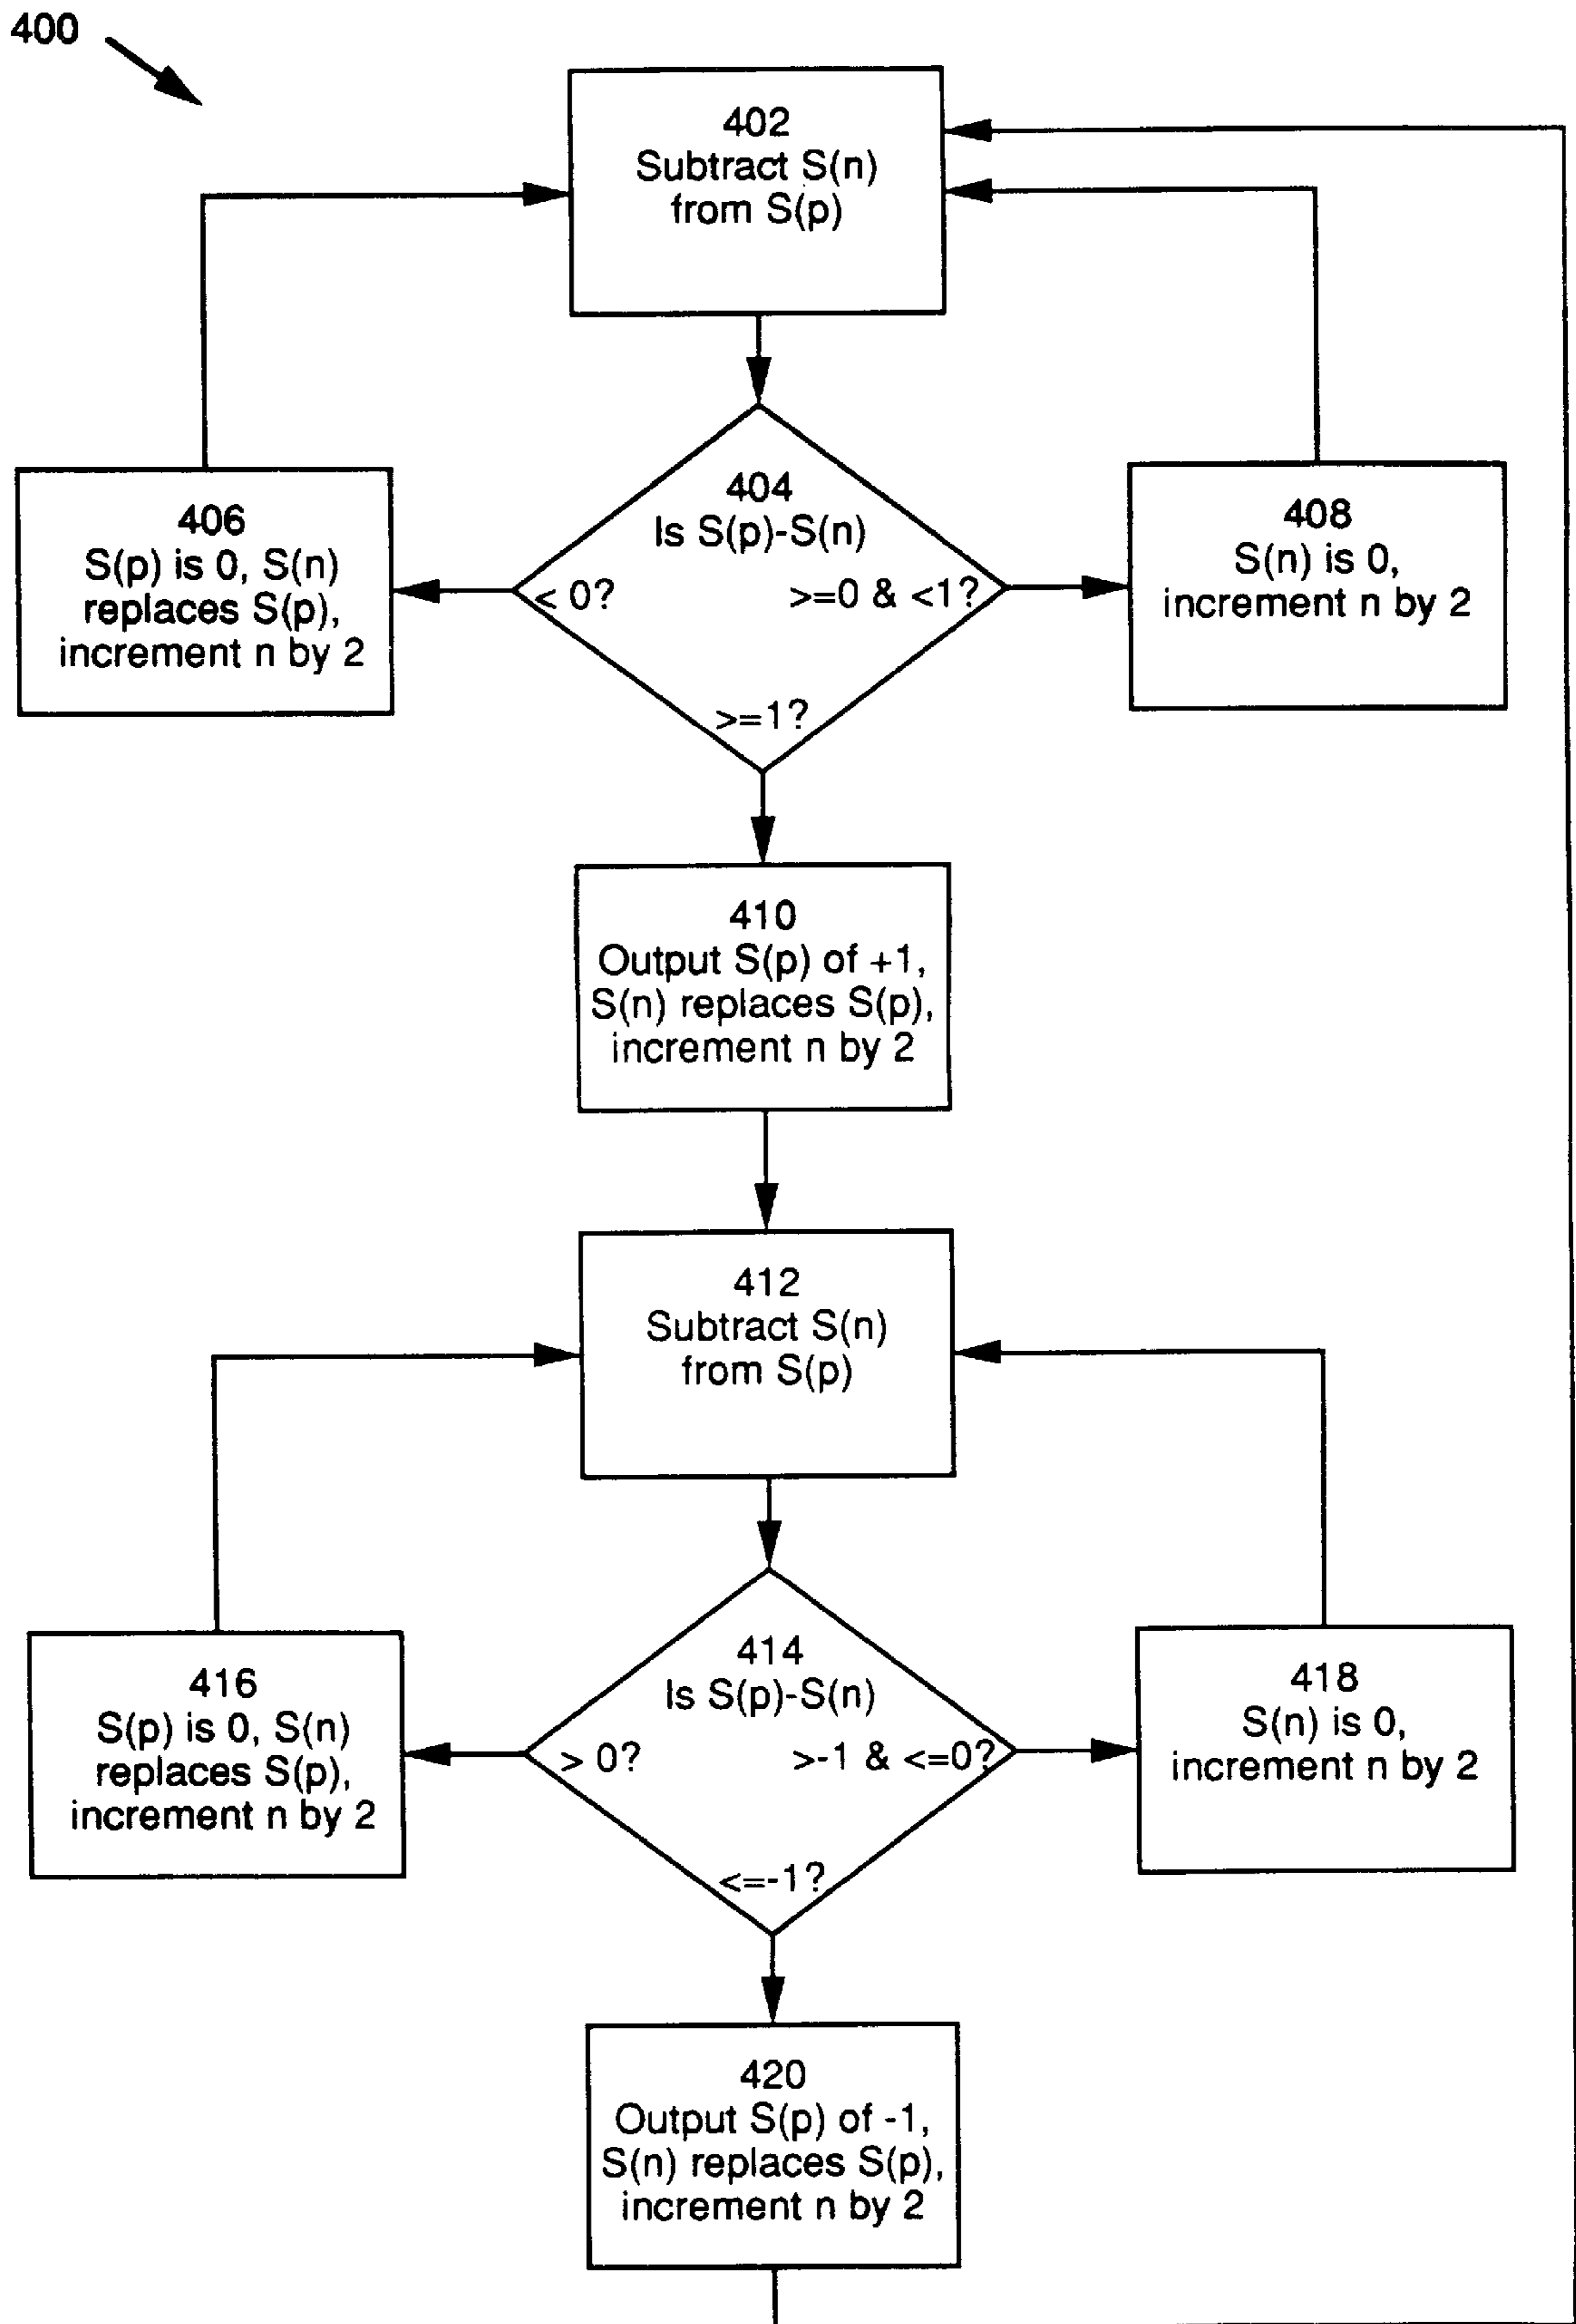 400
402
Subtract S(n)
from S(p)
404
Is S(p)-S(n)
< 0?
>=0 & <1?
>=1?
406
S(p) is 0, S(n)
replaces S(p),
increment n by 2
408
S(n) is 0,
increment n by 2
410
Output S(p) of +1,
S(n) replaces S(p),
increment n by 2
412
Subtract S(n)
from S(p)
414
Is S(p)-S(n)
> 0?
>-1 & <=0?
<=-1?
416
S(p) is 0, S(n)
replaces S(p),
increment n by 2
418
S(n) is 0,
increment n by 2
420
Output S(p) of -1,
S(n) replaces S(p),
increment n by 2